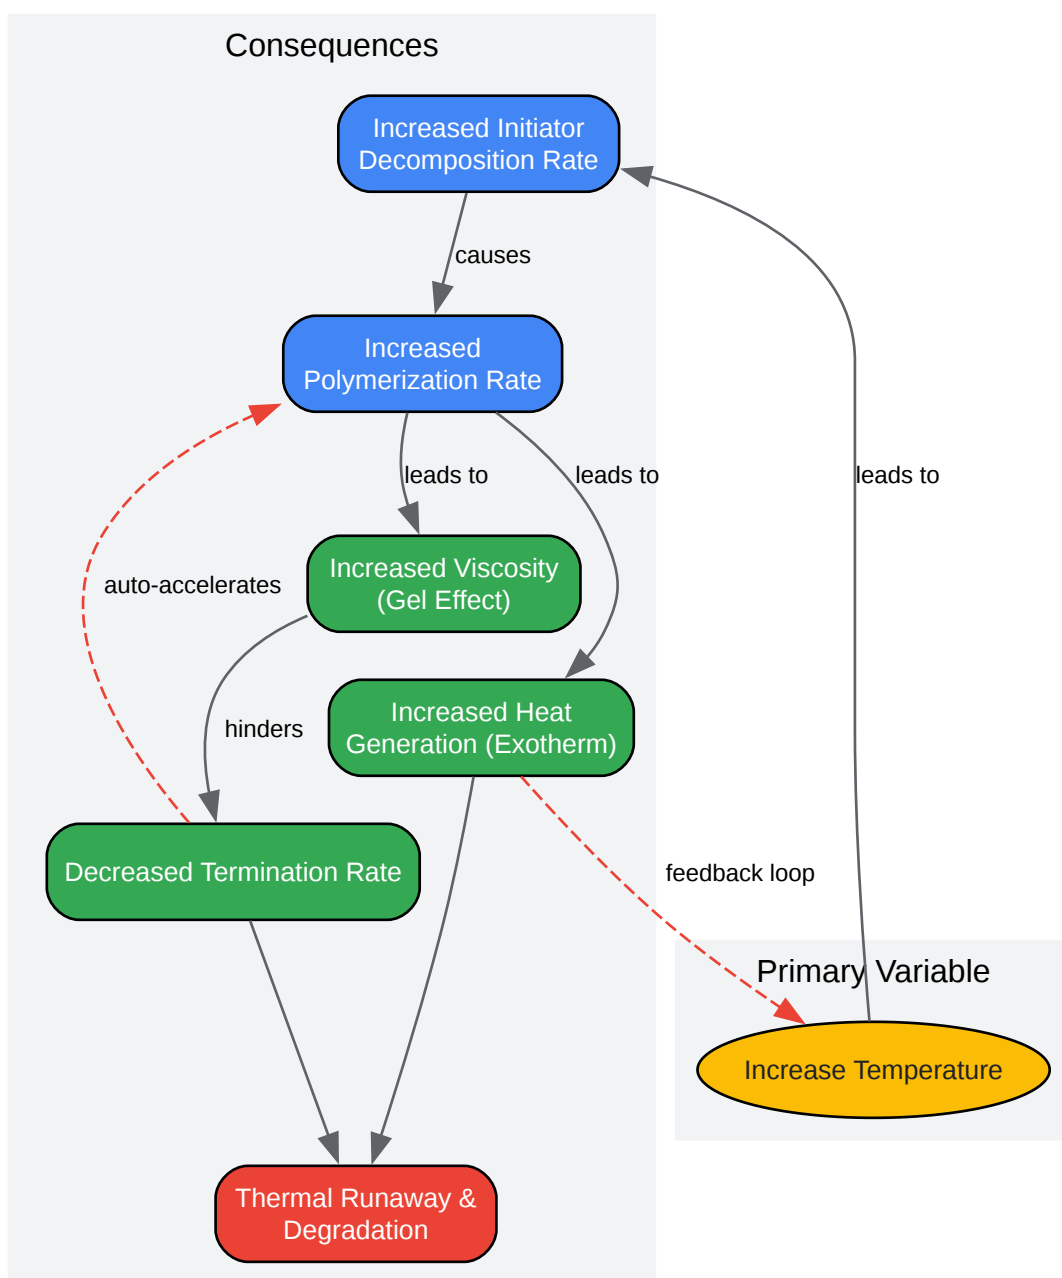 Consequences
Increased Initiator
Decomposition Rate
causes
Increased
Polymerization Rate
leads to
leads to
leads to
Increased Viscosity
(Gel Effect)
auto-accelerates
Increased Heat
Generation (Exotherm)
hinders
Decreased Termination Rate
feedback loop
Primary Variable
Increase Temperature
Thermal Runaway &
Degradation